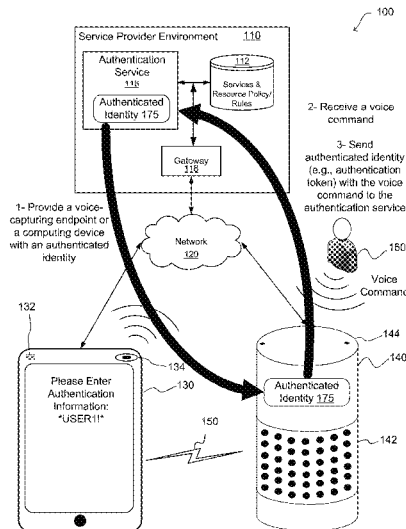 100
Service Provider Environment 110
Authentication
Service
116
Authenticated
Identity 175
112
Services &
Resource Policy/
Rules
Gateway
118
2- Receive a voice
command
3- Send
authenticated identity
(e.g., authentication
token) with the voice
command to the
authentication service
1- Provide a voice-
capturing endpoint or
a computing device
with an authenticated
identity
Network
120
160
Voice
Command
132
134
130
Please Enter
Authentication
Information:
*USER1!*
150
144
140
Authenticated
Identity 175
142